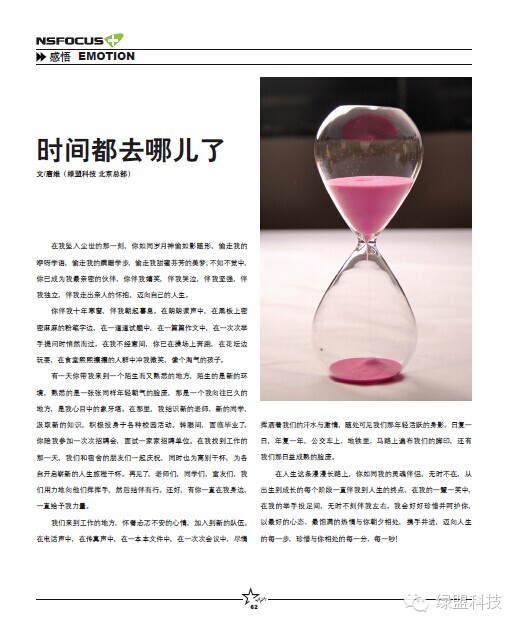 NSFOCUS
感悟 EMOTION
时间都去哪儿了
文/唐维（绿盟科技 北京总部）
在我坠入尘世的那一刻，你如同岁月神偷如影随形，偷走我的
咿呀学语，偷走我的蹒跚学步，偷走我甜蜜芬芳的美梦；不知不觉中，
你已成为我最亲密的伙伴，你伴我嬉笑，伴我哭泣，伴我坚强，伴
我独立，伴我走出亲人的怀抱，迈向自己的人生。
你伴我十年寒窗，伴我朝起暮息。在朗朗读声中，在黑板上密
密麻麻的粉笔字边，在一道道试题中，在一篇篇作文中，在一次次举
手提问时悄然而过。在我不经意间，你已在操场上奔跑，在花坛边
玩耍，在食堂熙熙攘攘的人群中冲我微笑，像个淘气的孩子。
有一天你带我来到一个陌生而又熟悉的地方，陌生的是新的环
境，熟悉的是一张张同样年轻朝气的脸庞，那是一个我向往已久的
地方，是我心目中的象牙塔。在那里，我结识新的老师、新的同学，
汲取新的知识，积极投身于各种校园活动。转眼间，面临毕业了，
你陪我参加一次次招聘会，面试一家家招聘单位。在我找到工作的
那一天，我们和宿舍的朋友们一起庆祝，同时也为离别干杯，为各
自开启崭新的人生旅程干杯。再见了，老师们，同学们，室友们，我
们用力地向他们挥挥手，然后结伴而行。还好，有你一直在我身边，
一直给予我力量。
我们来到工作的地方，怀着忐忑不安的心情，加入到新的队伍。
在电话声中，在传真声中，在一本本文件中，在一次次会议中，尽情
挥洒着我们的汗水与激情，随处可见我们那年轻活跃的身影。日复一
日，年复一年，公交车上、地铁里、马路上遍布我们的脚印，还有
我们那日益成熟的脸庞。
在人生这条漫漫长路上，你如同我的灵魂伴侣，无时不在，从
出生到成长的每个阶段一直伴我到人生的终点，在我的一颦一笑中，
在我的举手投足间，无时不刻伴我左右。我会好好珍惜并呵护你，
以最好的心态、最饱满的热情与你朝夕相处，携手并进，迈向人生
的每一步，珍惜与你相处的每一分、每一秒！
62
绿盟科技